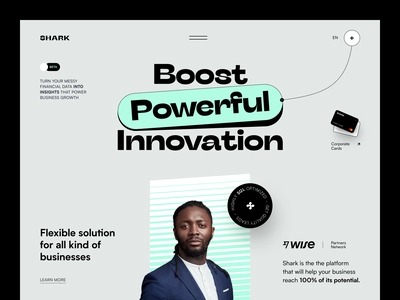 SHARK
EN
BETA
TURN YOUR MESSY
FINANCIAL DATA INTO
INSIGHTS THAT POWER
BUSINESS GROWTH
Boost
Powerful
Innovation
Corporate
Cards
Flexible solution
for all kind of
businesses
LEARN MORE
WISE
Partners
Network
Shark is the the platform
that will help your business
reach 100% of its potential.